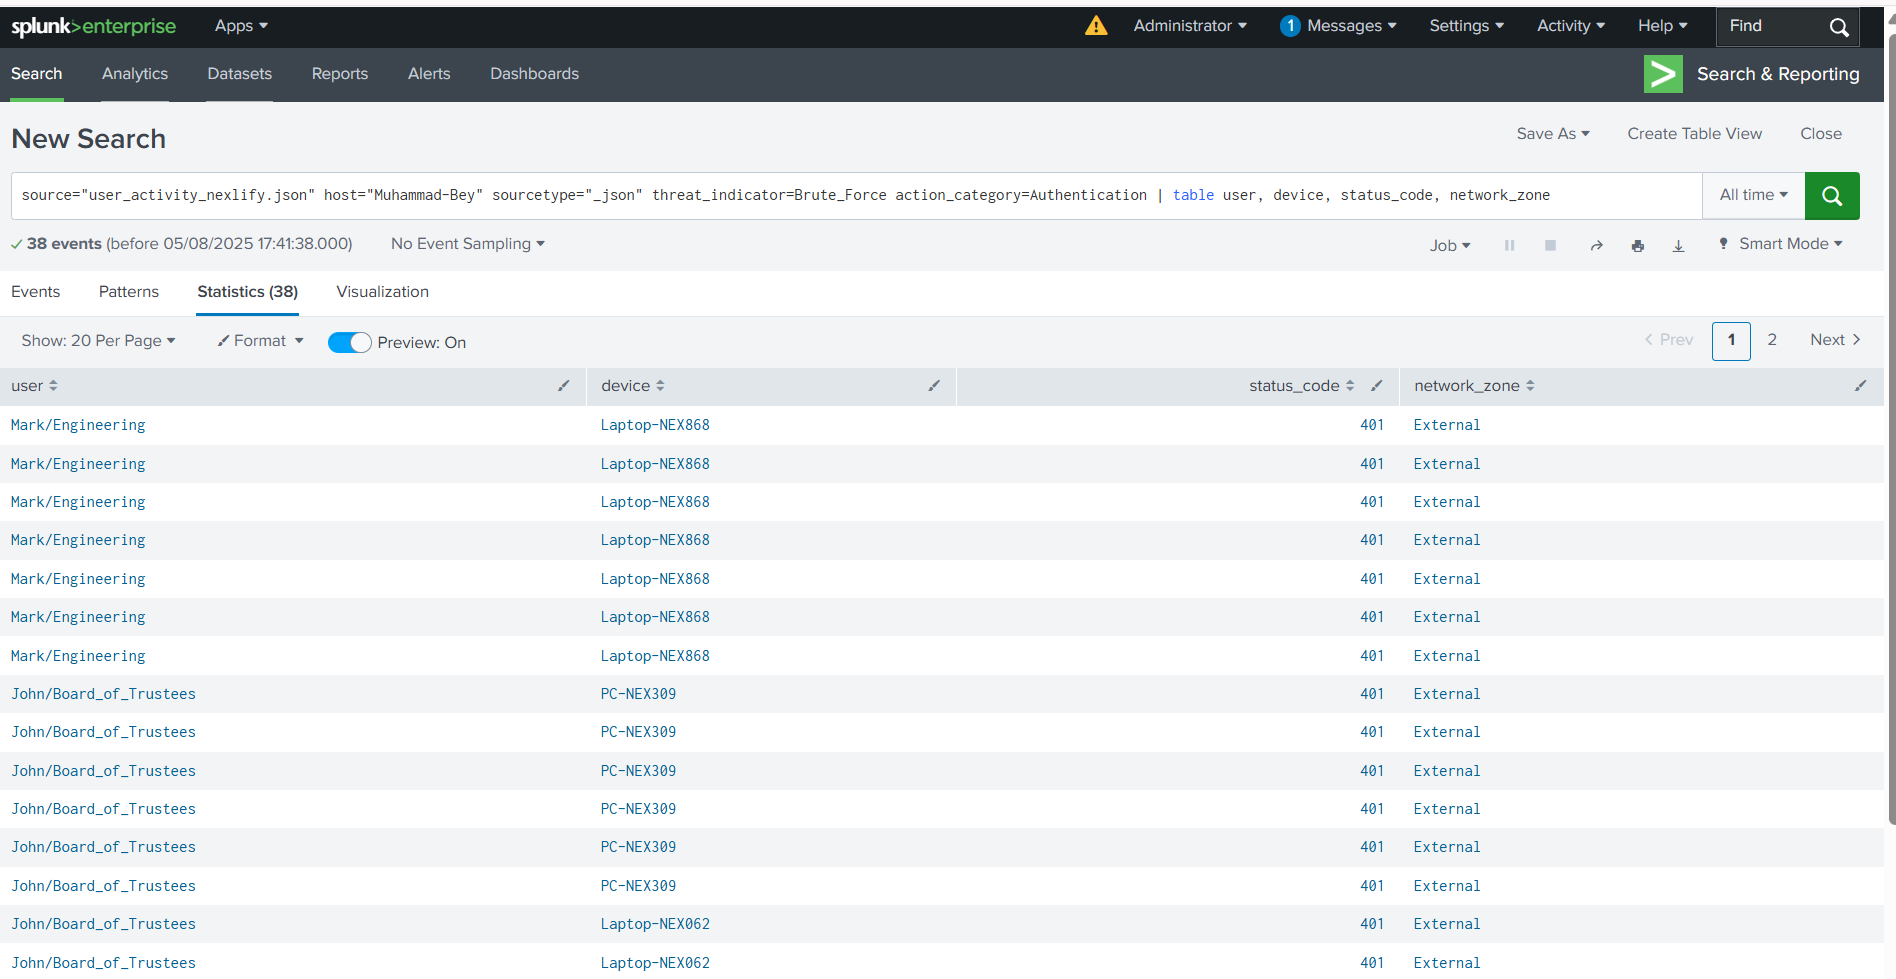 splunk>enterprise Apps Administrator 1 Messages Settings Activity Help Find
Search Analytics Datasets Reports Alerts Dashboards Search & Reporting
New Search Save As Create Table View Close
source="user_activity_nexlify.json" host="Muhammad-Bey" sourcetype="_json" threat_indicator=Brute_Force action_category=Authentication | table user, device, status_code, network_zone All time
38 events (before 05/08/2025 17:41:38.000) No Event Sampling Job Smart Mode
Events Patterns Statistics (38) Visualization
Show: 20 Per Page Format Preview: On Prev 1 2 Next
user device status_code network_zone
Mark/Engineering Laptop-NEX868 401 External
Mark/Engineering Laptop-NEX868 401 External
Mark/Engineering Laptop-NEX868 401 External
Mark/Engineering Laptop-NEX868 401 External
Mark/Engineering Laptop-NEX868 401 External
Mark/Engineering Laptop-NEX868 401 External
Mark/Engineering Laptop-NEX868 401 External
John/Board_of_Trustees PC-NEX309 401 External
John/Board_of_Trustees PC-NEX309 401 External
John/Board_of_Trustees PC-NEX309 401 External
John/Board_of_Trustees PC-NEX309 401 External
John/Board_of_Trustees PC-NEX309 401 External
John/Board_of_Trustees PC-NEX309 401 External
John/Board_of_Trustees Laptop-NEX062 401 External
John/Board_of_Trustees Laptop-NEX062 401 External